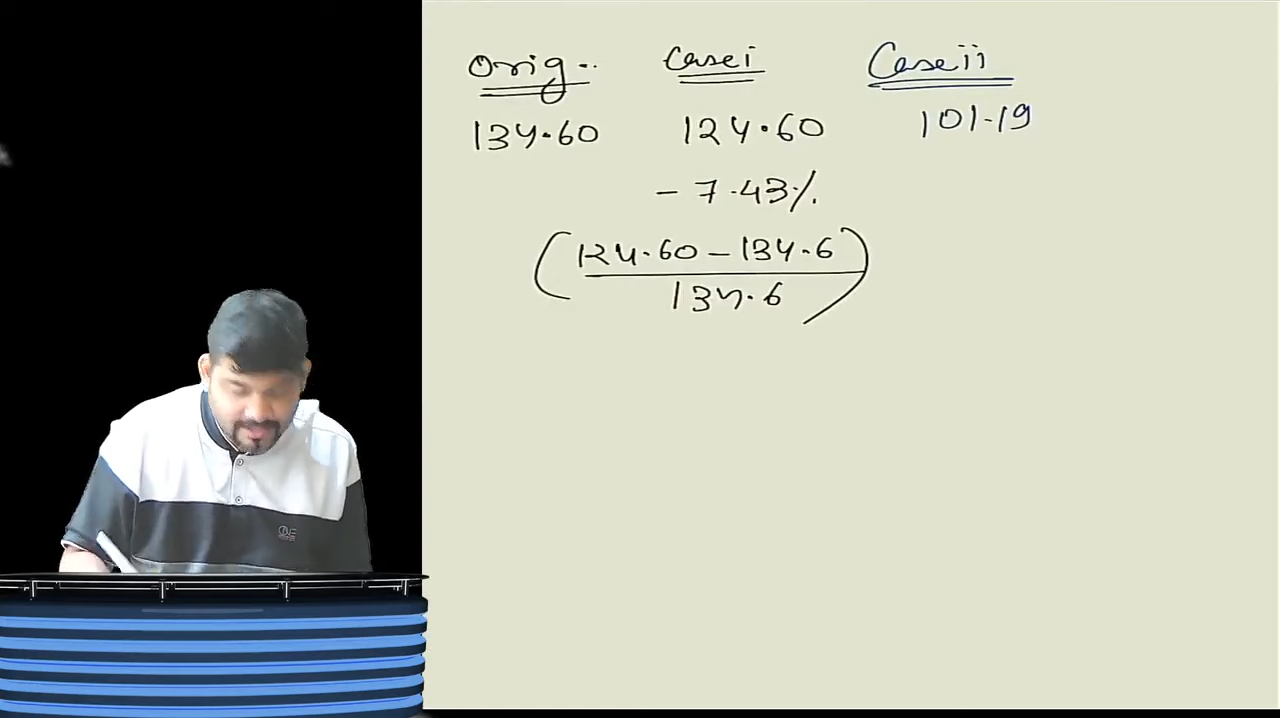 Orig.. Case i Case ii
134.60 124.60 101.19
- 7.43%
(124.60 - 134.6 / 134.6)